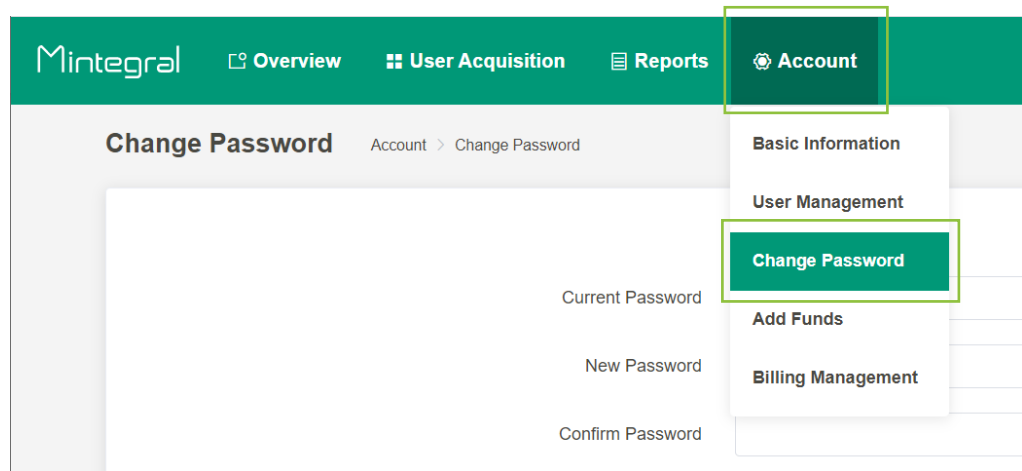 Mintegral Overview User Acquisition Reports Account
Change Password Account > Change Password
Basic Information
User Management
Change Password
Add Funds
Billing Management
Current Password
New Password
Confirm Password